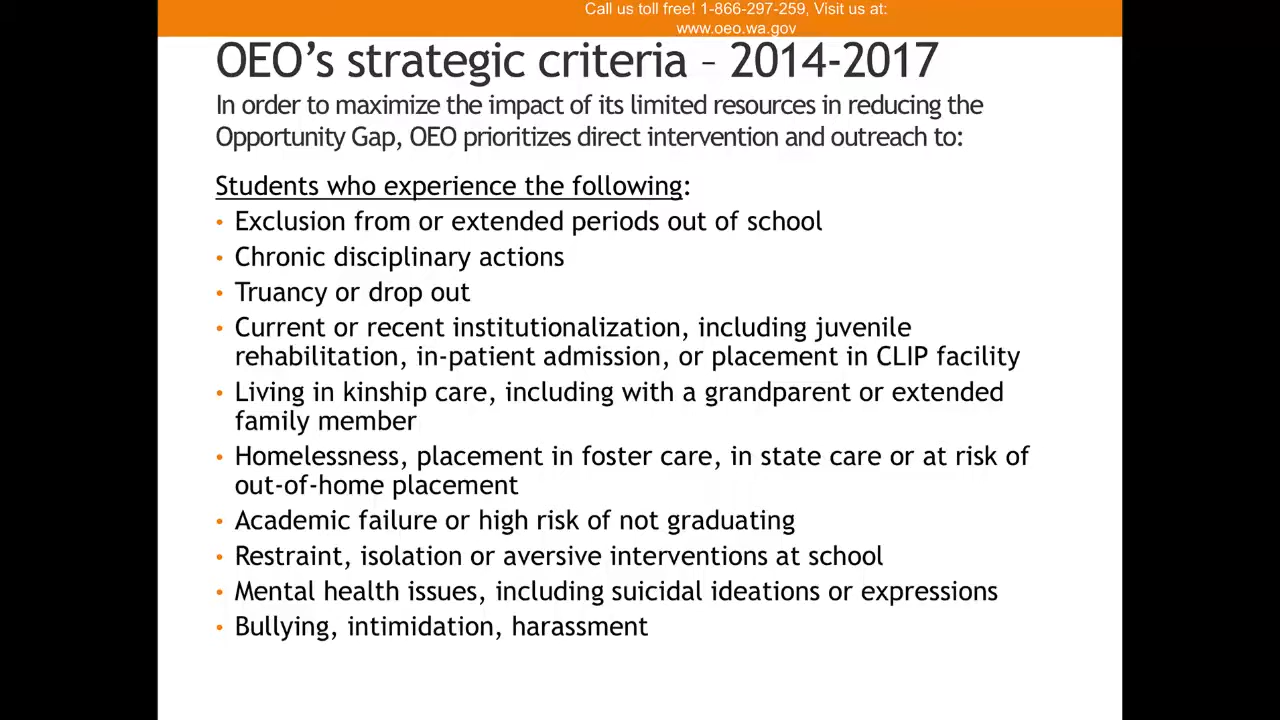 Call us toll free! 1-866-297-259, Visit us at:
www.oeo.wa.gov
OEO’s strategic criteria – 2014-2017
In order to maximize the impact of its limited resources in reducing the
Opportunity Gap, OEO prioritizes direct intervention and outreach to:
Students who experience the following:
• Exclusion from or extended periods out of school
• Chronic disciplinary actions
• Truancy or drop out
• Current or recent institutionalization, including juvenile
rehabilitation, in-patient admission, or placement in CLIP facility
• Living in kinship care, including with a grandparent or extended
family member
• Homelessness, placement in foster care, in state care or at risk of
out-of-home placement
• Academic failure or high risk of not graduating
• Restraint, isolation or aversive interventions at school
• Mental health issues, including suicidal ideations or expressions
• Bullying, intimidation, harassment